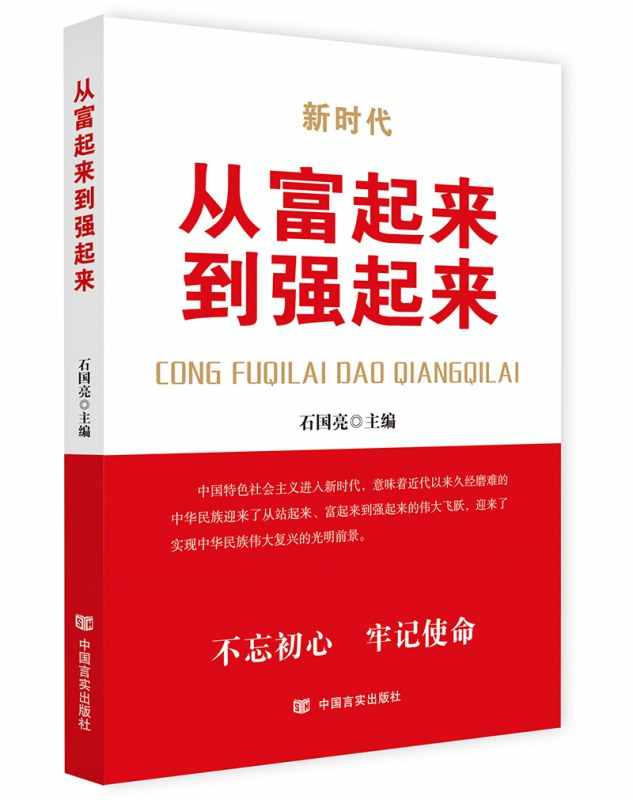 从富起来到强起来
石国亮◎主编
SH
中国言实出版社
新时代
从富起来
到强起来
CONG FUQILAI DAO QIANGQILAI
石国亮◎主编
中国特色社会主义进入新时代，意味着近代以来久经磨难的
中华民族迎来了从站起来、富起来到强起来的伟大飞跃，迎来了
实现中华民族伟大复兴的光明前景。
不忘初心 牢记使命
SH 中国言实出版社